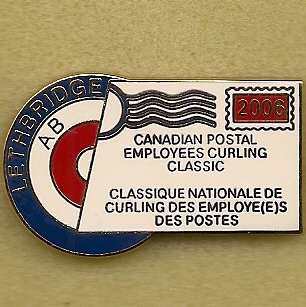 LETHBRIDGE
AB
2006
CANADIAN POSTAL
EMPLOYEES CURLING
CLASSIC
CLASSIQUE NATIONALE DE
CURLING DES EMPLOYE(E)S
DES POSTES